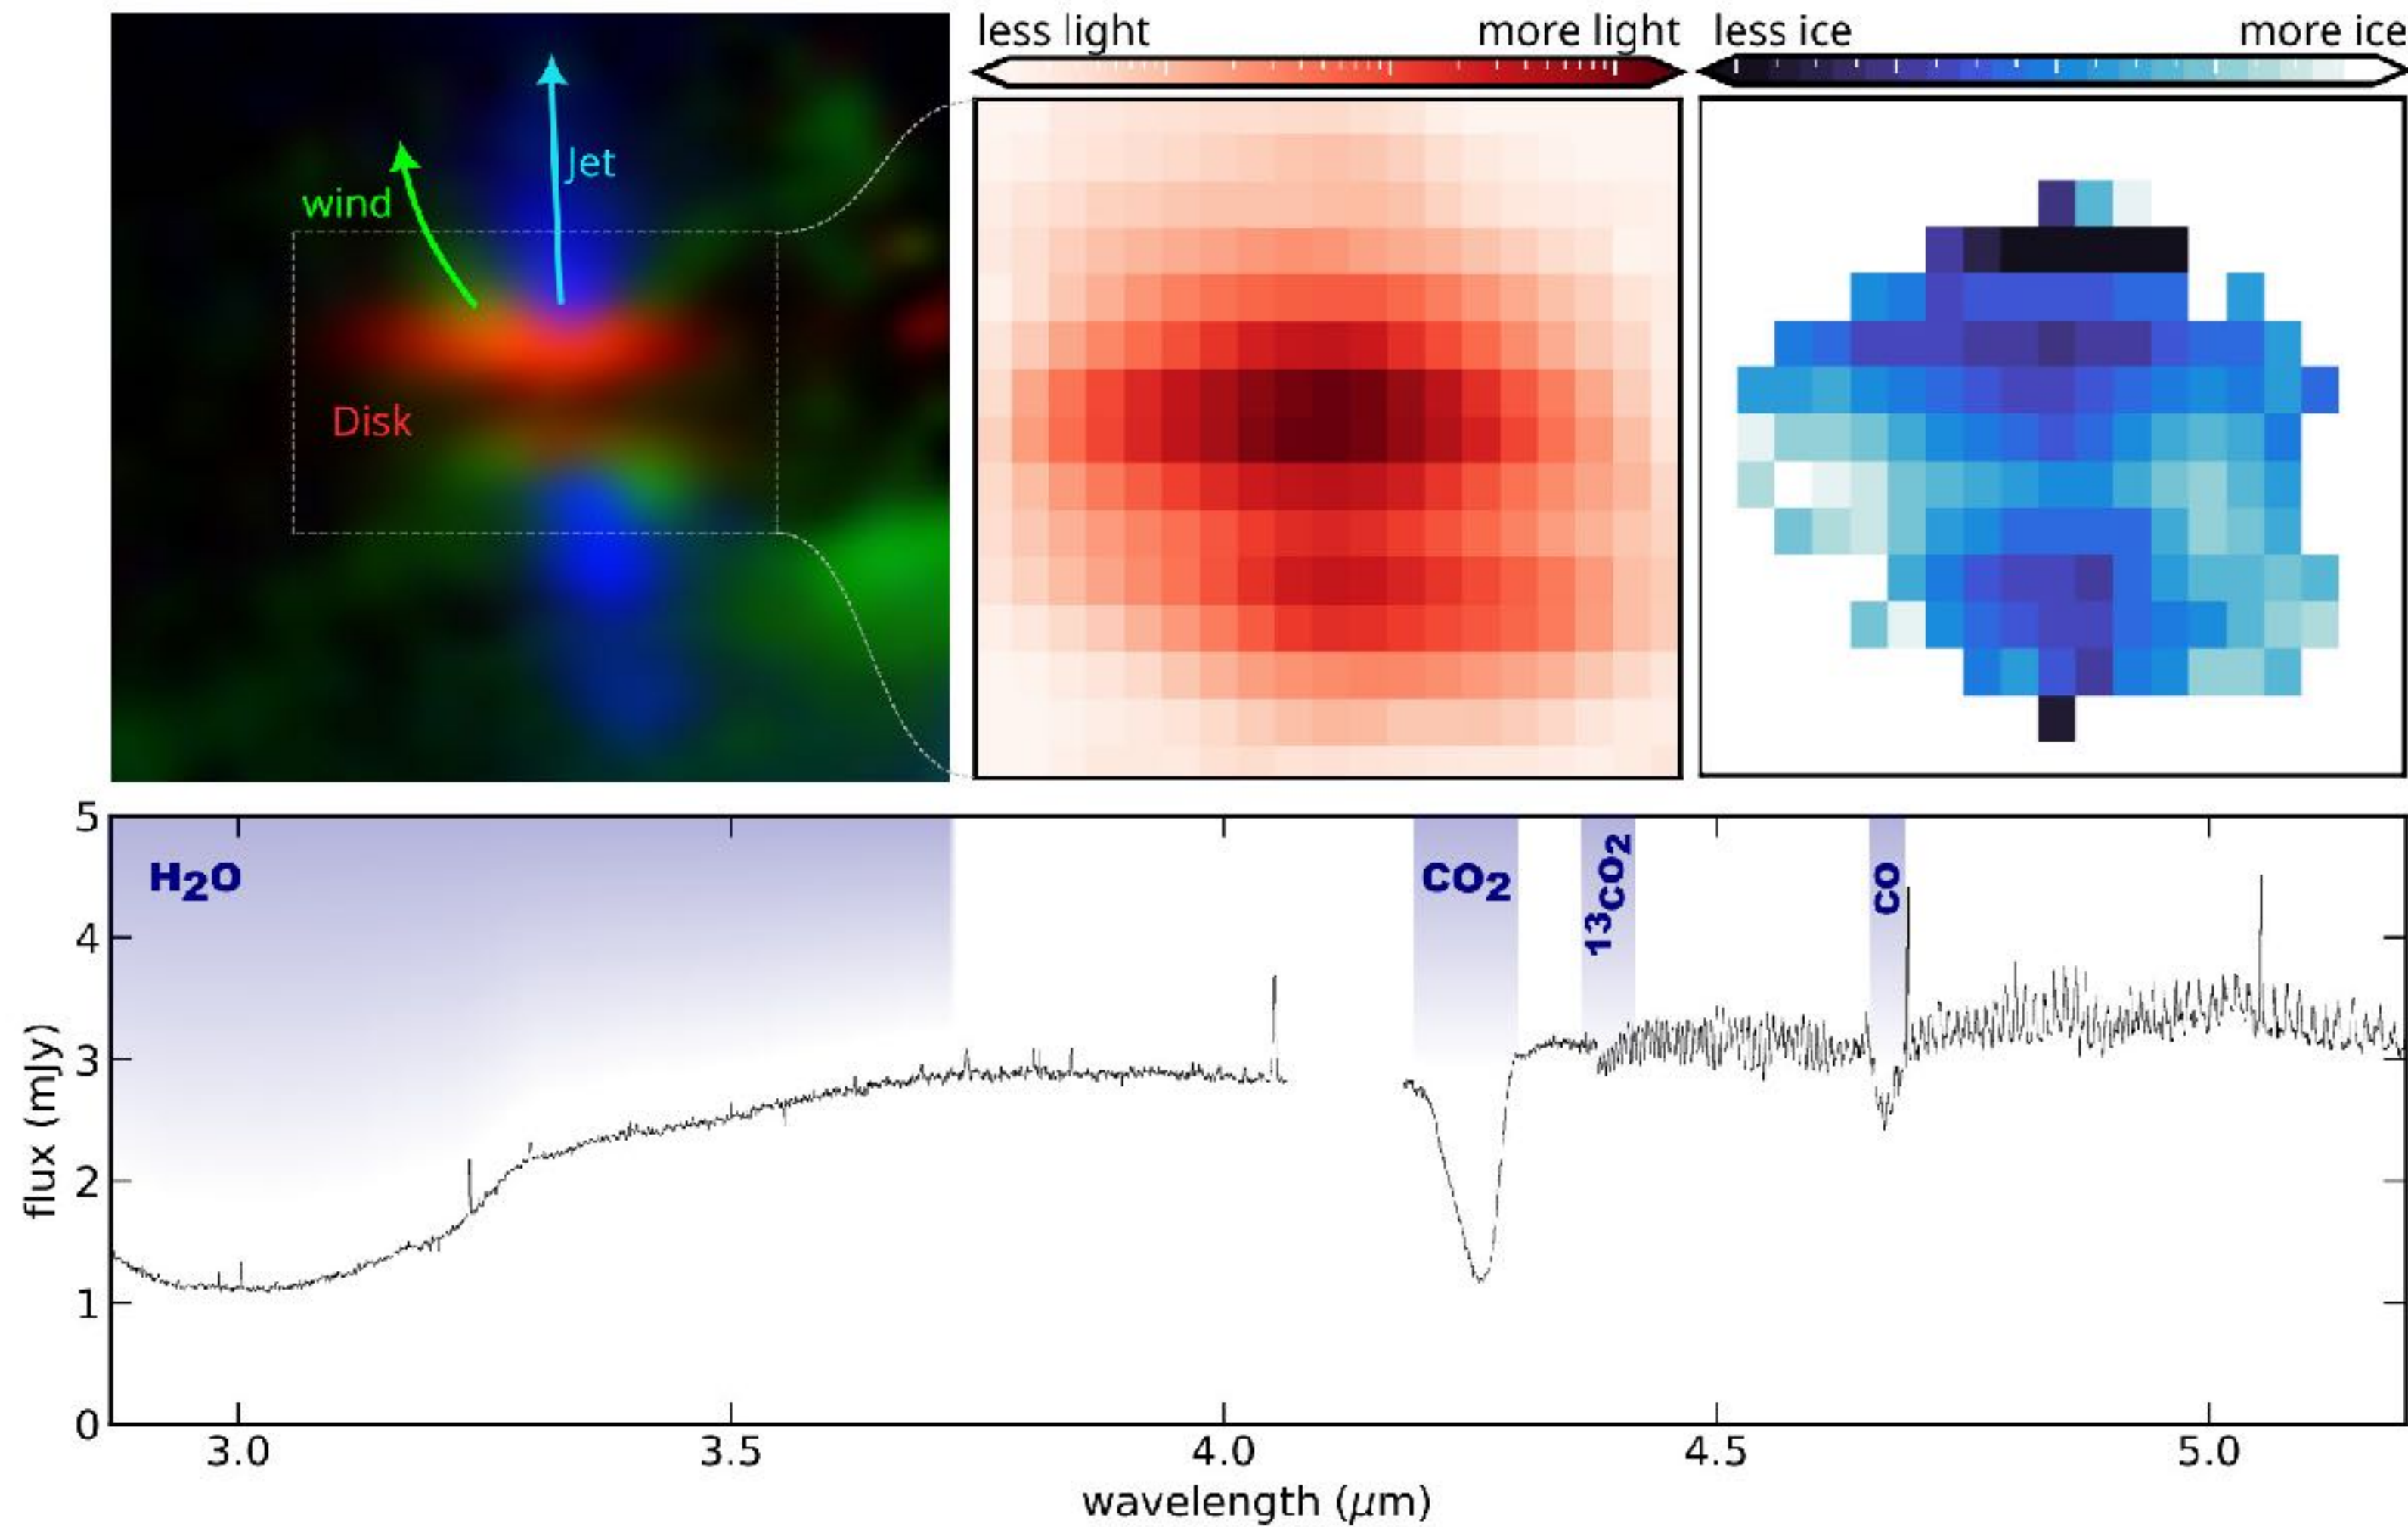 less light more light
less ice more ice
Jet
wind
Disk
H2O
CO2
13CO2
CO
5
4
3
2
1
0
flux (mJy)
3.0 3.5 4.0 4.5 5.0
wavelength (μm)